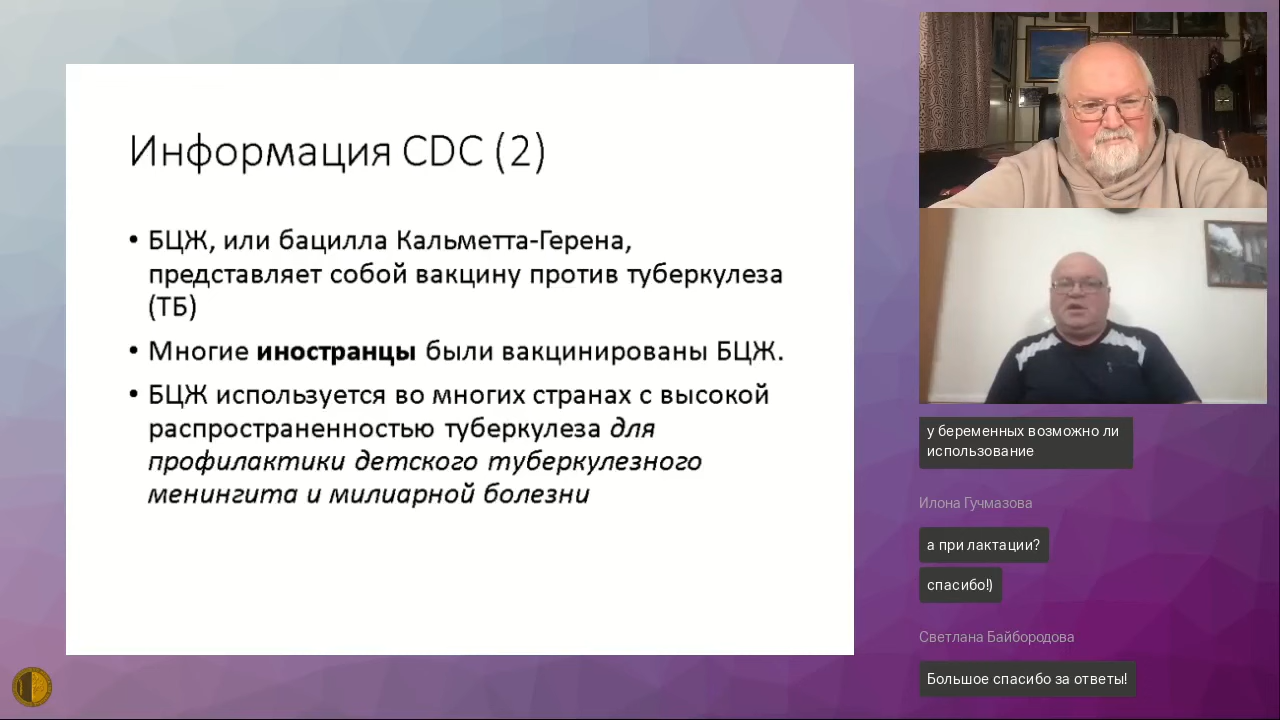 Информация CDC (2)
• БЦЖ, или бацилла Кальметта-Герена,
представляет собой вакцину против туберкулеза
(ТБ)
• Многие иностранцы были вакцинированы БЦЖ.
• БЦЖ используется во многих странах с высокой
распространенностью туберкулеза для
профилактики детского туберкулезного
менингита и милиарной болезни
у беременных возможно ли
использование
Илона Гучмазова
а при лактации?
спасибо!)
Светлана Байбородова
Большое спасибо за ответы!